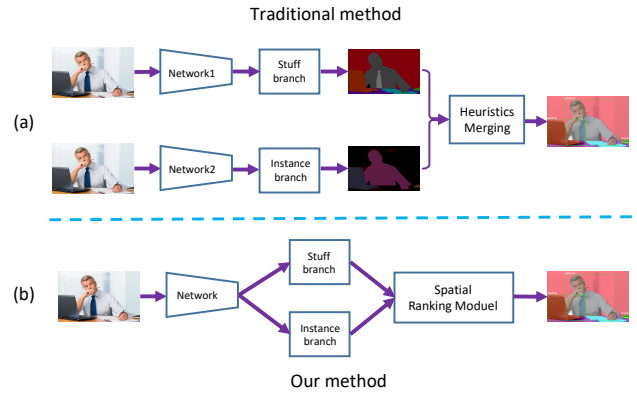 Traditional method
(a)
Network1
Stuff
branch
Network2
Instance
branch
Heuristics
Merging
(b)
Network
Stuff
branch
Instance
branch
Spatial
Ranking Moduel
Our method